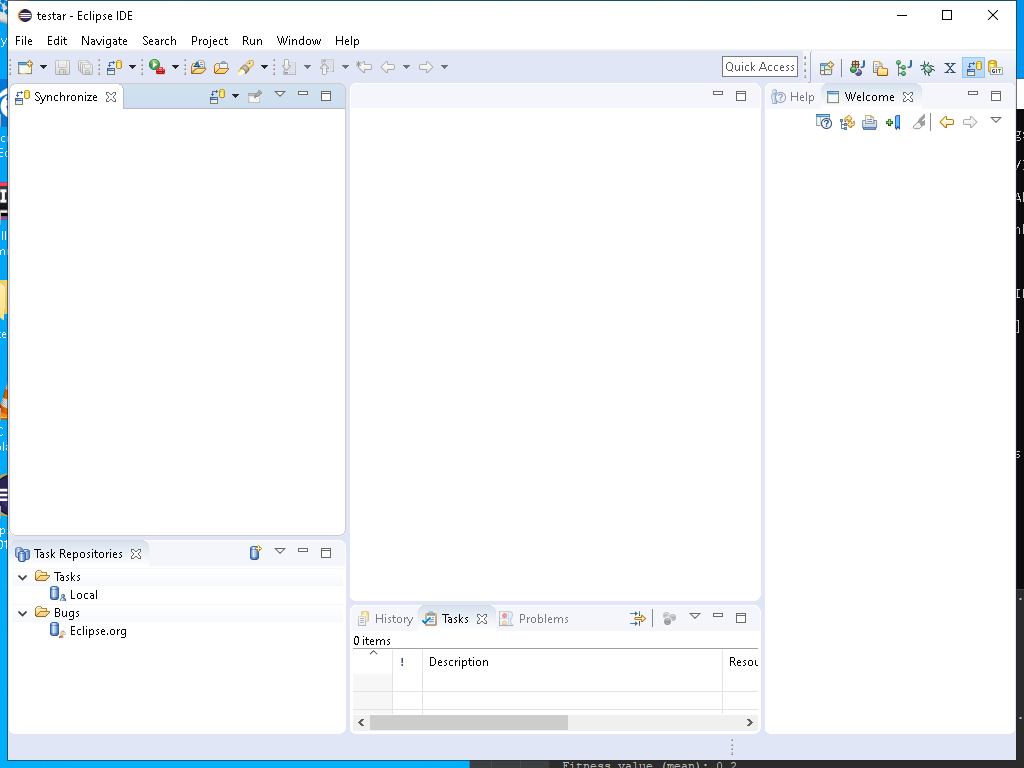 testar - Eclipse IDE
File Edit Navigate Search Project Run Window Help
Quick Access
Synchronize
Help Welcome
Task Repositories
Tasks
Local
Bugs
Eclipse.org
History Tasks Problems
0 items
! Description Resou
Fitness value (mean): 0.2